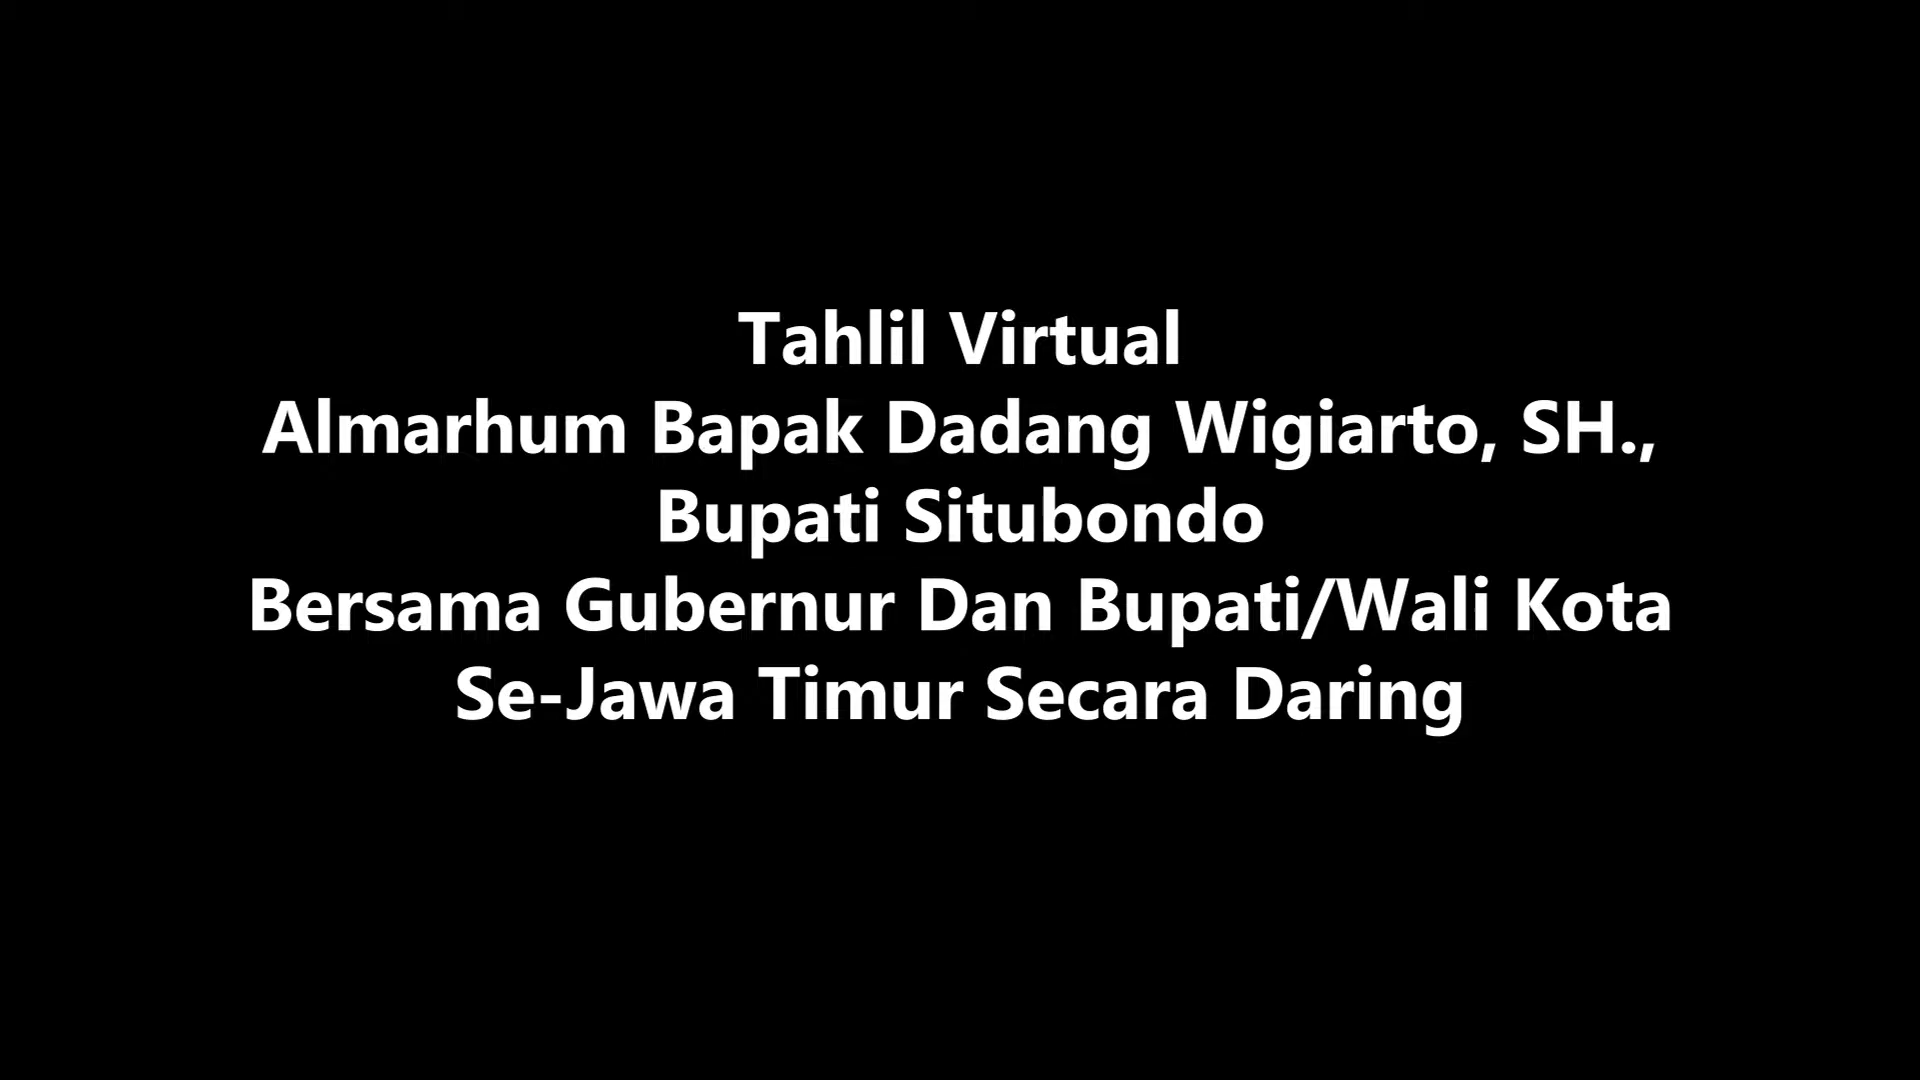 Tahlil Virtual
Almarhum Bapak Dadang Wigiarto, SH.,
Bupati Situbondo
Bersama Gubernur Dan Bupati/Wali Kota
Se-Jawa Timur Secara Daring